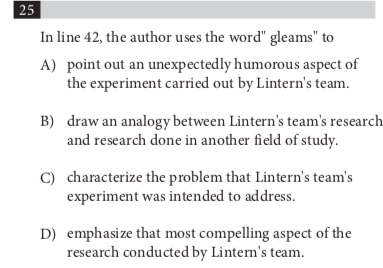 25
In line 42, the author uses the word" gleams" to
A) point out an unexpectedly humorous aspect of
the experiment carried out by Lintern's team.
B) draw an analogy between Lintern's team's research
and research done in another field of study.
C) characterize the problem that Lintern's team's
experiment was intended to address.
D) emphasize that most compelling aspect of the
research conducted by Lintern's team.